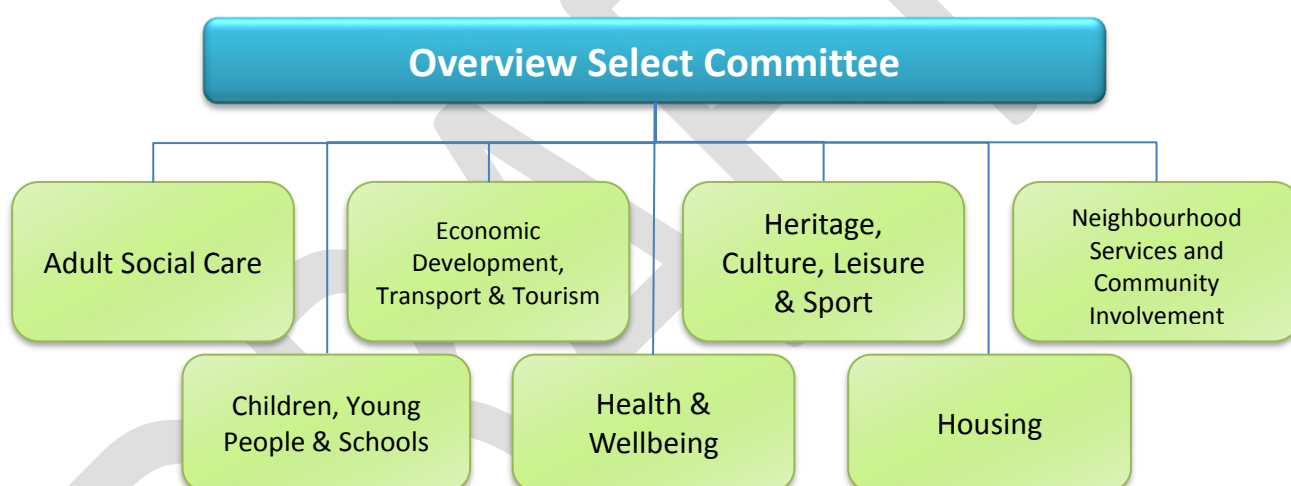 Overview Select Committee
Adult Social Care
Economic
Development,
Transport & Tourism
Heritage,
Culture, Leisure
& Sport
Neighbourhood
Services and
Community
Involvement
Children, Young
People & Schools
Health &
Wellbeing
Housing